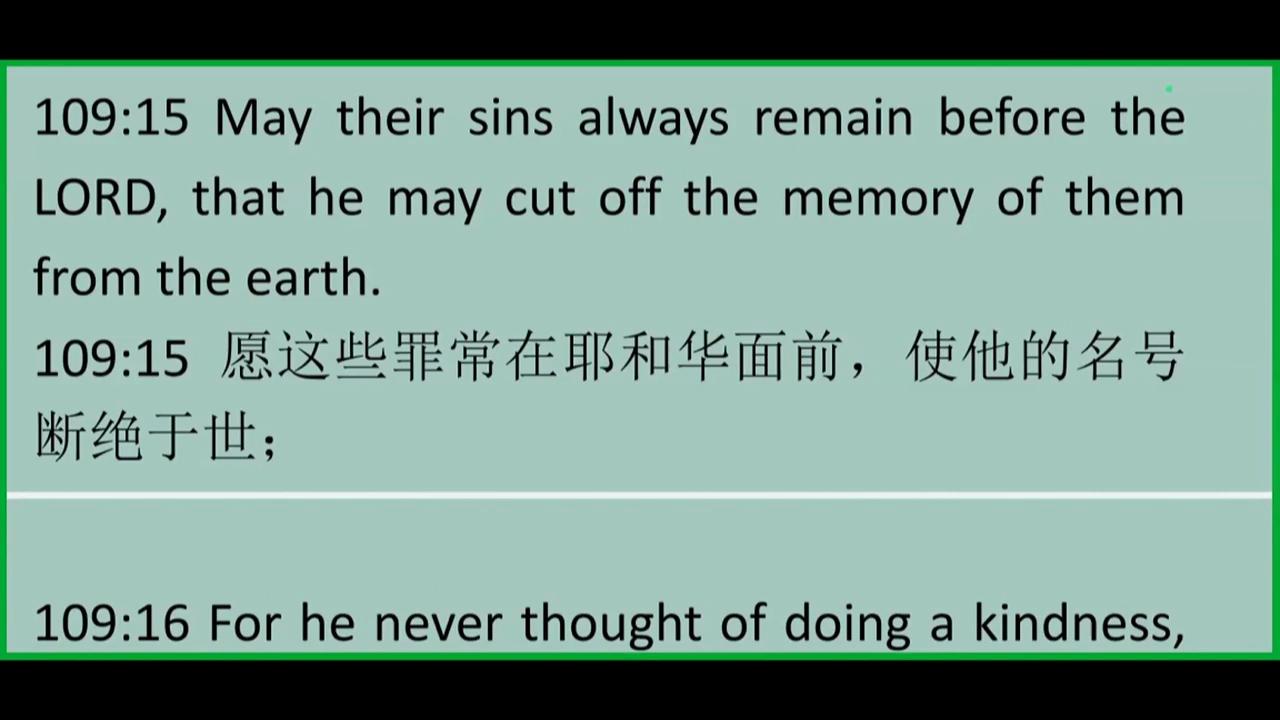 109:15 May their sins always remain before the
LORD, that he may cut off the memory of them
from the earth.
109:15 愿这些罪常在耶和华面前，使他的名号
断绝于世；
109:16 For he never thought of doing a kindness,